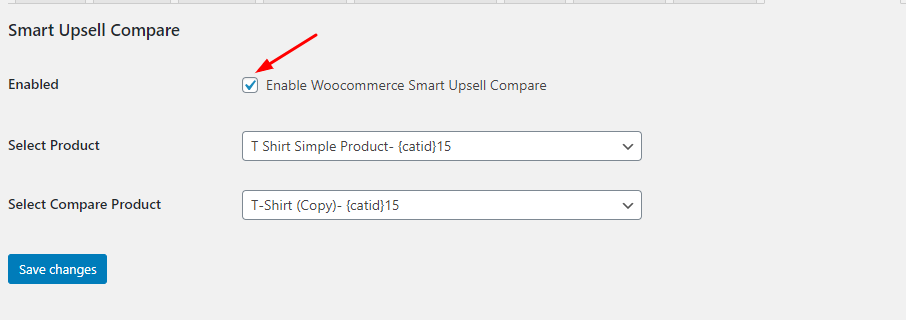 Smart Upsell Compare
Enabled
Enable Woocommerce Smart Upsell Compare
Select Product
T Shirt Simple Product- {catid}15
Select Compare Product
T-Shirt (Copy)- {catid}15
Save changes